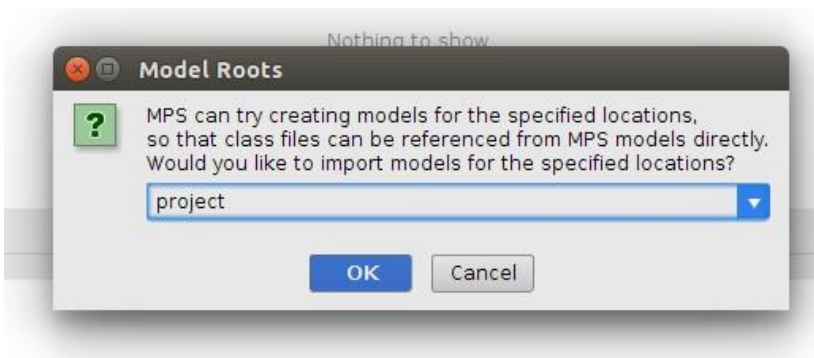 Nothing to show
Model Roots
?
MPS can try creating models for the specified locations,
so that class files can be referenced from MPS models directly.
Would you like to import models for the specified locations?
project
OK Cancel